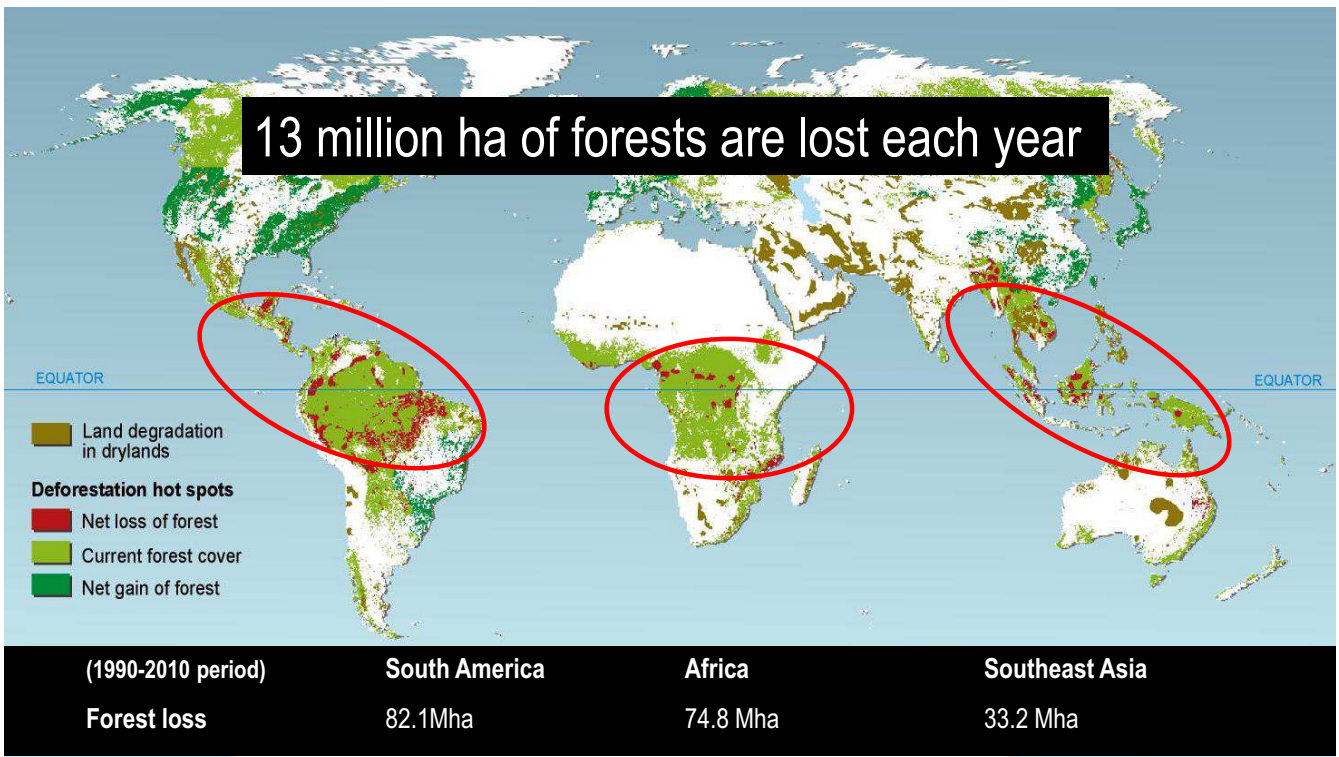 13 million ha of forests are lost each year
EQUATOR
EQUATOR
Land degradation
in drylands
Deforestation hot spots
Net loss of forest
Current forest cover
Net gain of forest
(1990-2010 period) South America Africa Southeast Asia
Forest loss 82.1Mha 74.8 Mha 33.2 Mha